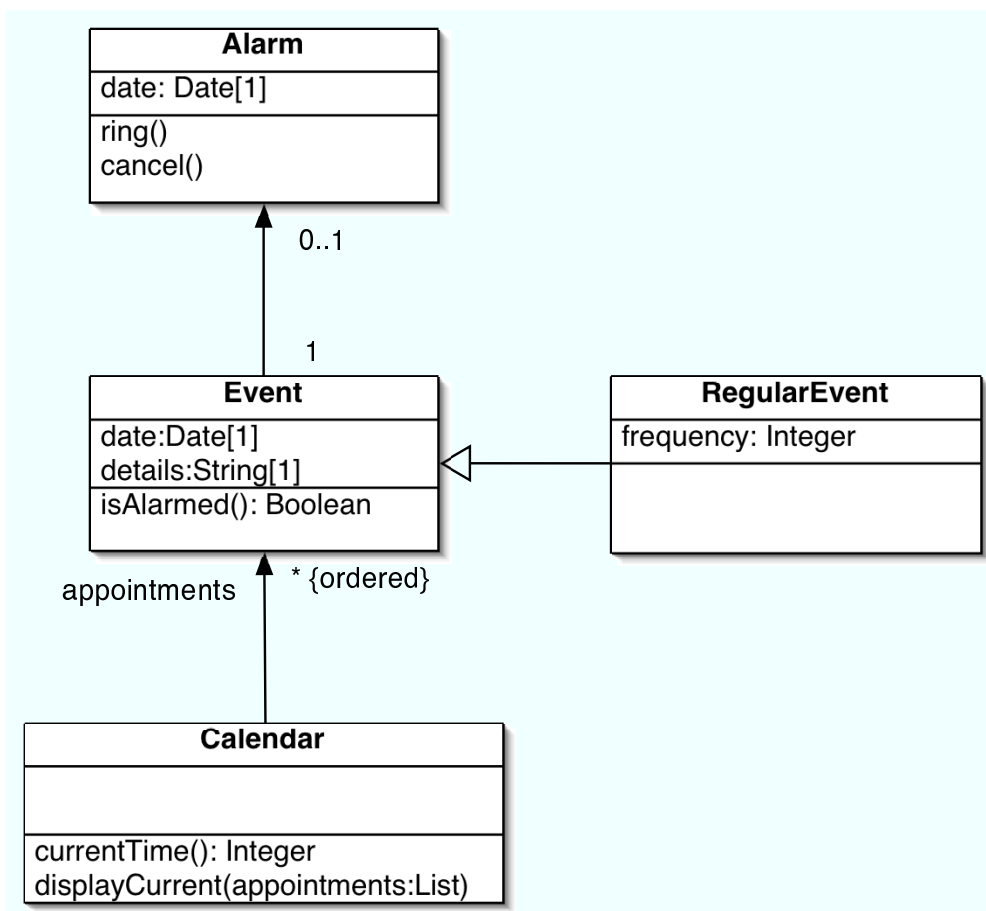 Alarm
date: Date[1]
ring()
cancel()
0..1
1
Event
date:Date[1]
details:String[1]
isAlarmed(): Boolean
RegularEvent
frequency: Integer
appointments
* {ordered}
Calendar
currentTime(): Integer
displayCurrent(appointments:List)